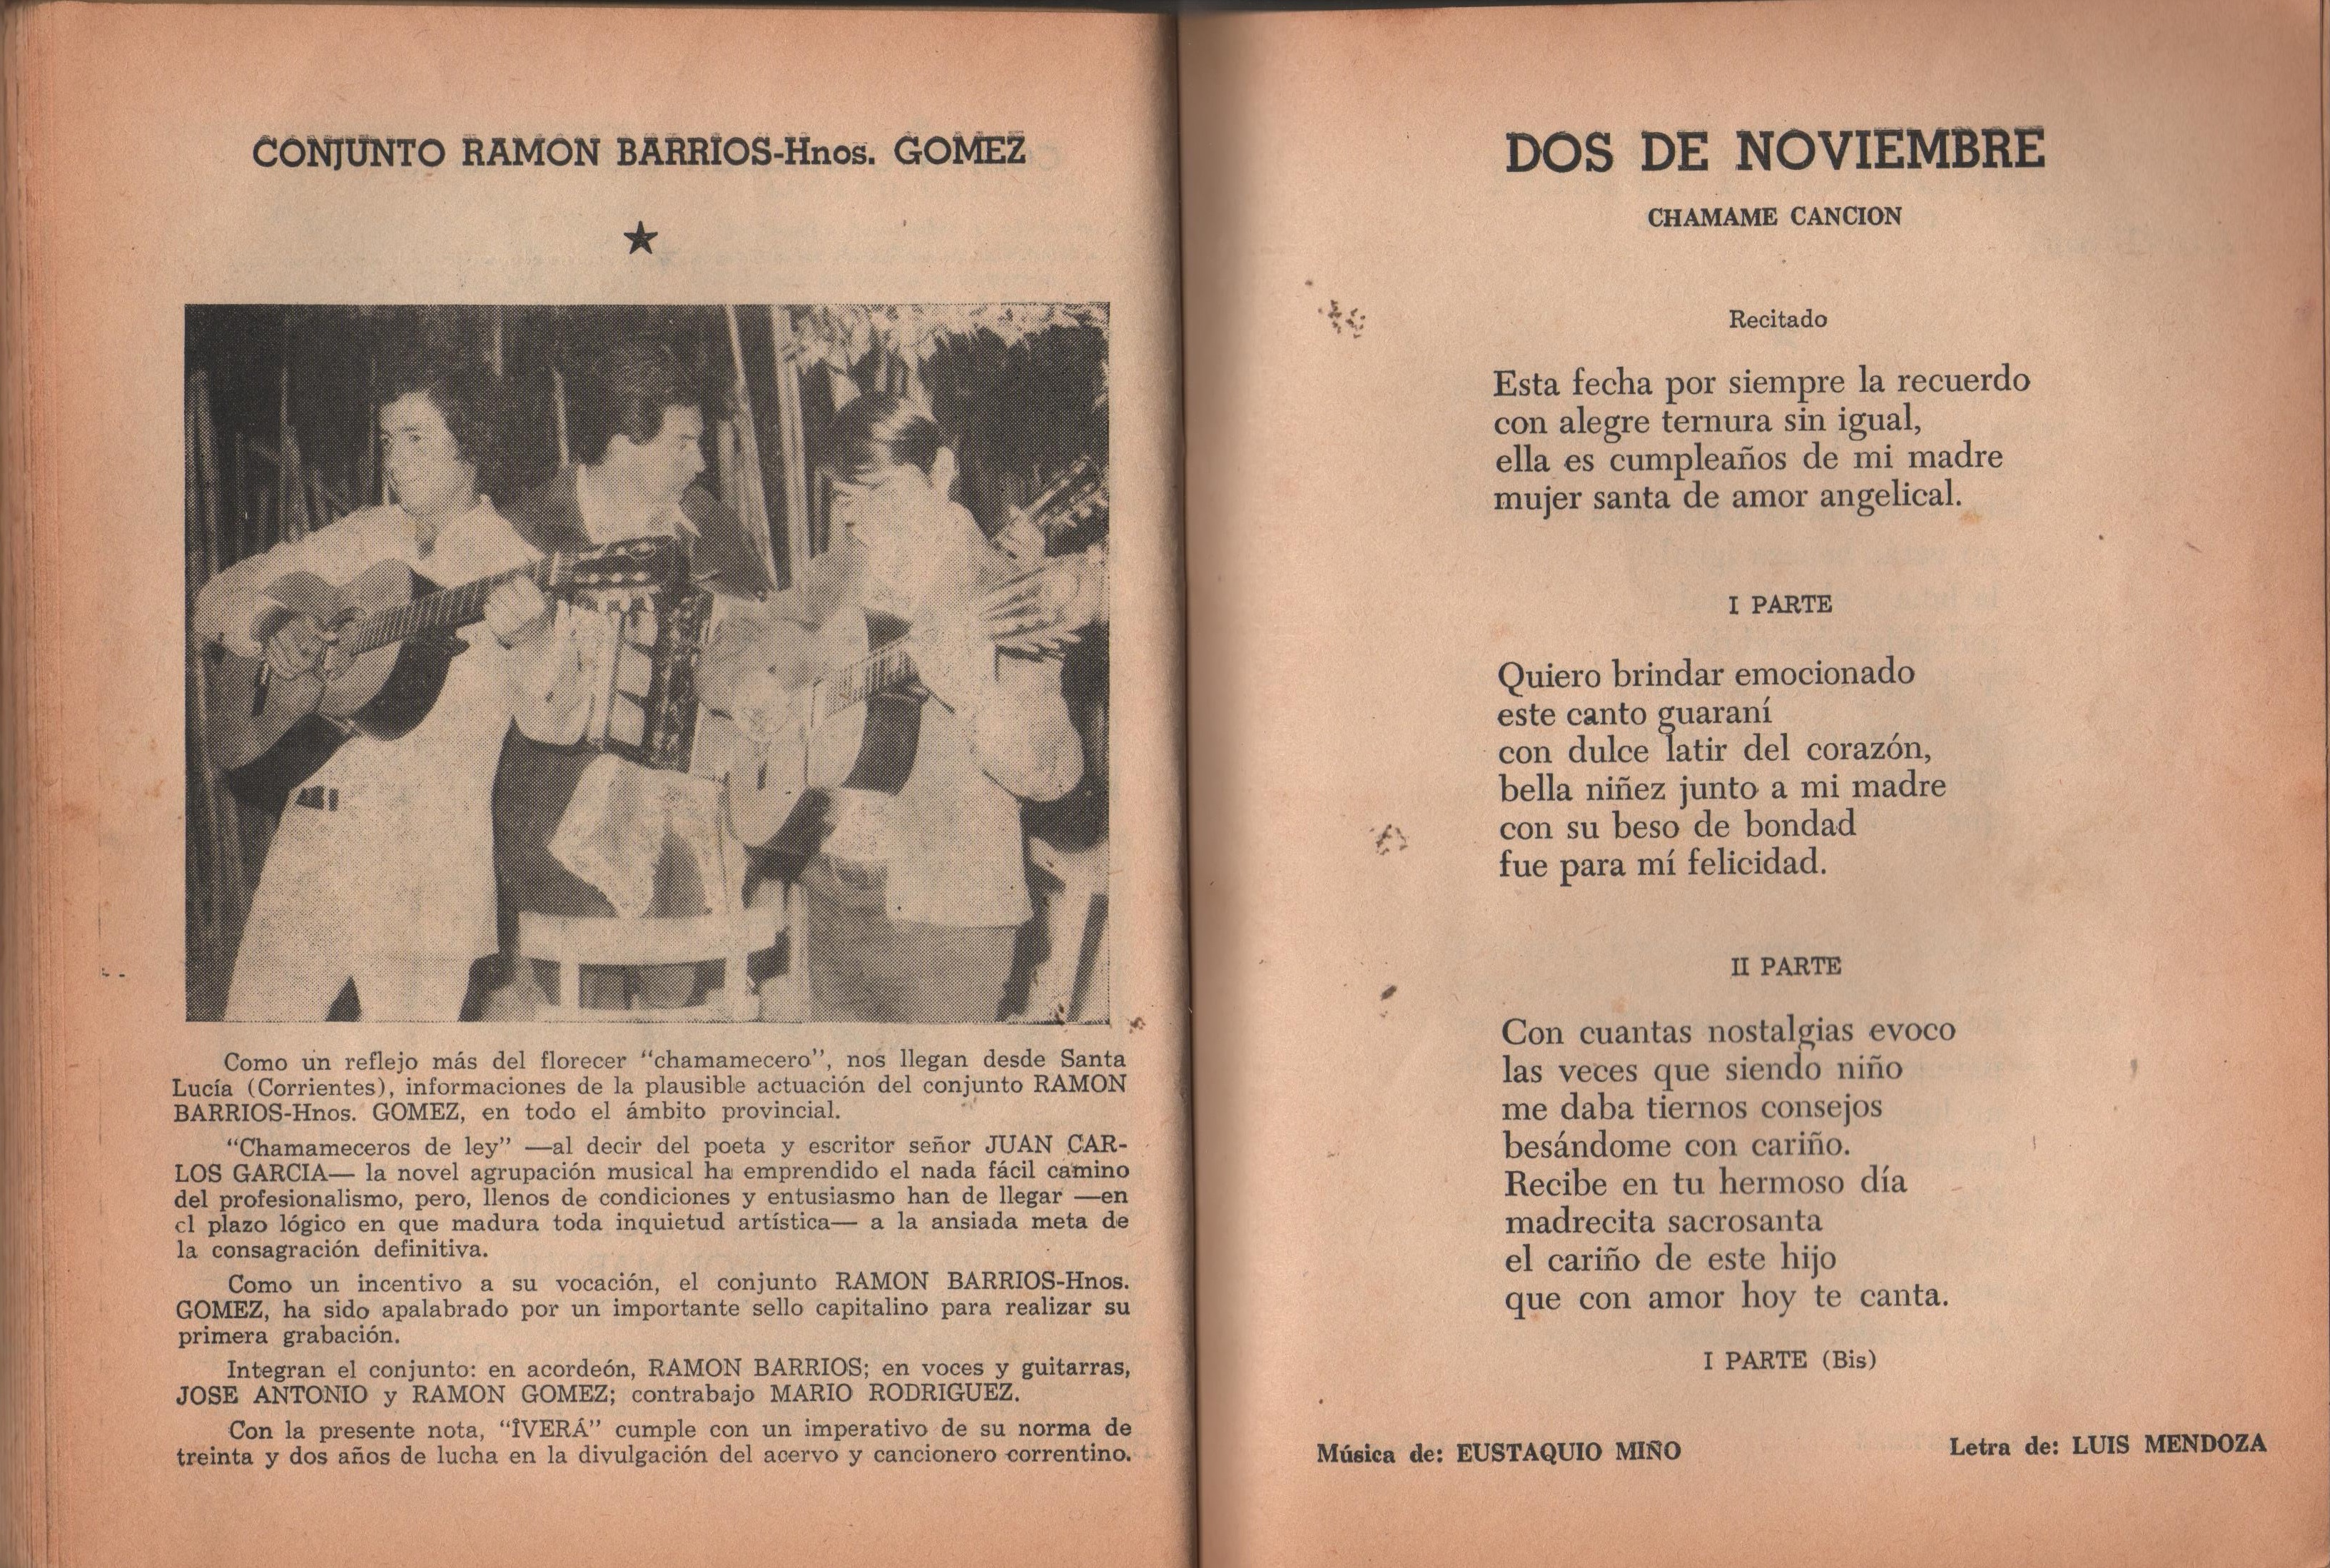 CONJUNTO RAMON BARRIOS-Hnos. GOMEZ
Como un reflejo más del florecer “chamamecero”, nos llegan desde Santa
Lucía (Corrientes), informaciones de la plausible actuación del conjunto RAMON
BARRIOS-Hnos. GOMEZ, en todo el ámbito provincial.
“Chamameceros de ley” —al decir del poeta y escritor señor JUAN CAR-
LOS GARCIA— la novel agrupación musical ha emprendido el nada fácil camino
del profesionalismo, pero, llenos de condiciones y entusiasmo han de llegar —en
el plazo lógico en que madura toda inquietud artística— a la ansiada meta de
la consagración definitiva.
Como un incentivo a su vocación, el conjunto RAMON BARRIOS-Hnos.
GOMEZ, ha sido apalabrado por un importante sello capitalino para realizar su
primera grabación.
Integran el conjunto: en acordeón, RAMON BARRIOS; en voces y guitarras,
JOSE ANTONIO y RAMON GOMEZ; contrabajo MARIO RODRIGUEZ.
Con la presente nota, “ÎVERÁ” cumple con un imperativo de su norma de
treinta y dos años de lucha en la divulgación del acervo y cancionero correntino.
DOS DE NOVIEMBRE
CHAMAME CANCION
Recitado
Esta fecha por siempre la recuerdo
con alegre ternura sin igual,
ella es cumpleaños de mi madre
mujer santa de amor angelical.
I PARTE
Quiero brindar emocionado
este canto guaraní
con dulce latir del corazón,
bella niñez junto a mi madre
con su beso de bondad
fue para mí felicidad.
II PARTE
Con cuantas nostalgias evoco
las veces que siendo niño
me daba tiernos consejos
besándome con cariño.
Recibe en tu hermoso día
madrecita sacrosanta
el cariño de este hijo
que con amor hoy te canta.
I PARTE (Bis)
Música de: EUSTAQUIO MIÑO
Letra de: LUIS MENDOZA